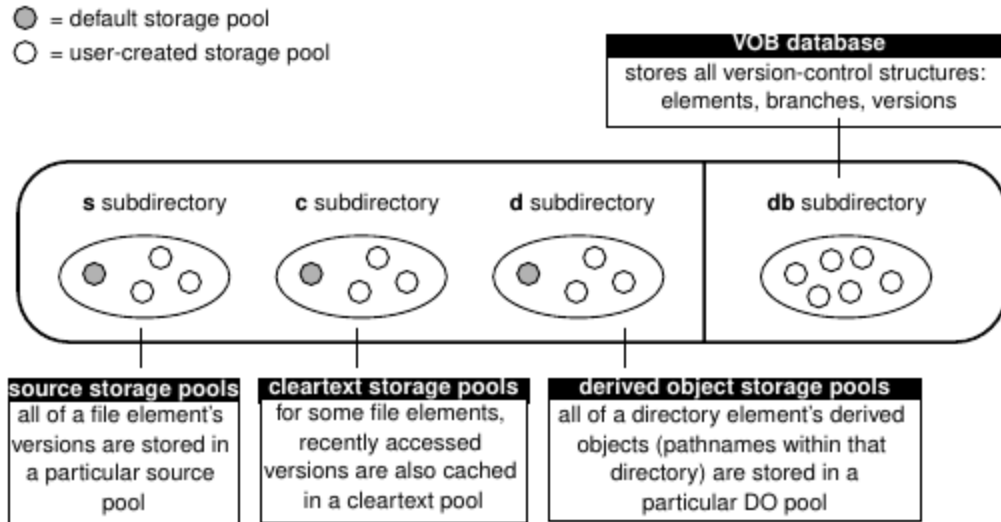 = default storage pool
= user-created storage pool
VOB database
stores all version-control structures:
elements, branches, versions
s subdirectory
c subdirectory
d subdirectory
db subdirectory
source storage pools
all of a file element's
versions are stored in
a particular source
pool
cleartext storage pools
for some file elements,
recently accessed
versions are also cached
in a cleartext pool
derived object storage pools
all of a directory element's derived
objects (pathnames within that
directory) are stored in a
particular DO pool